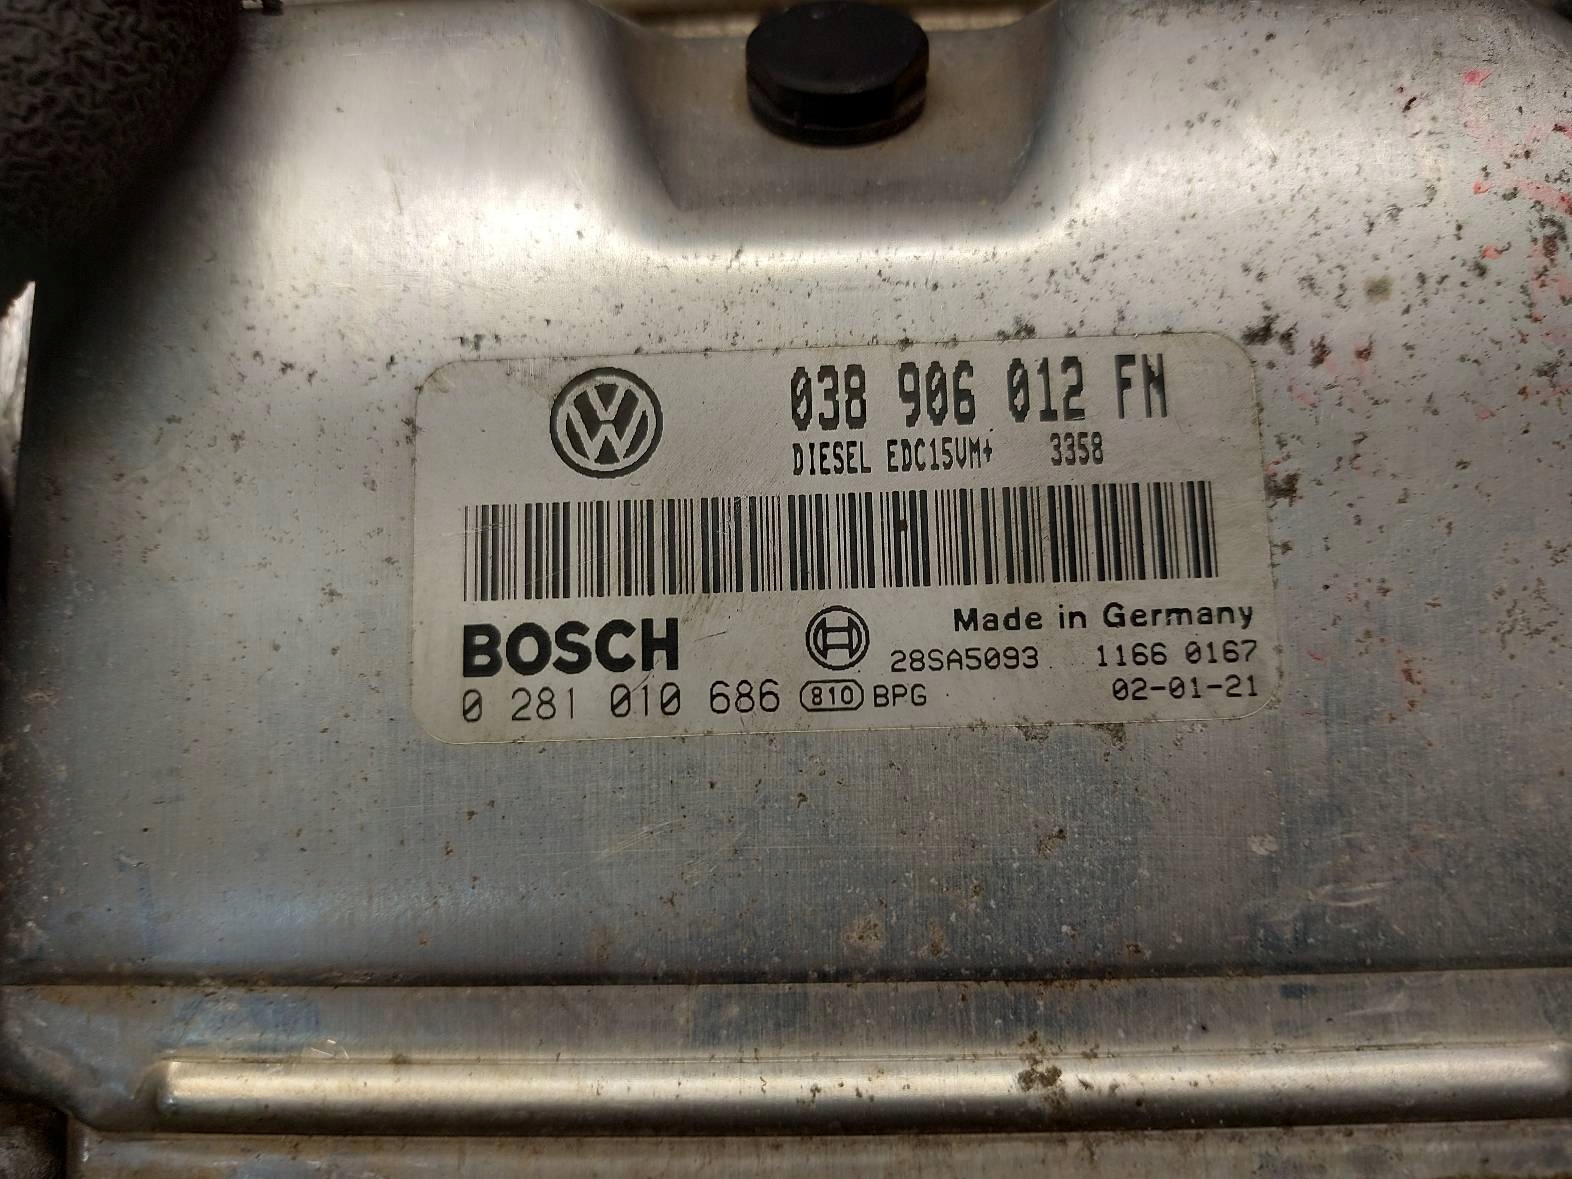 038 906 012 FN
DIESEL EDC15VM+ 3358
BOSCH
Made in Germany
28SA5093 1166 0167
0 281 010 686 810 BPG 02-01-21